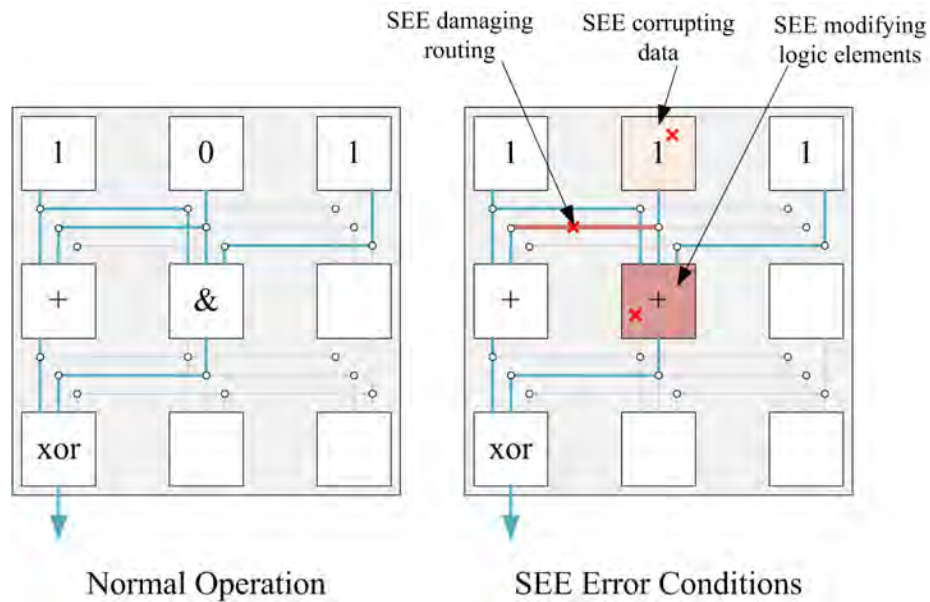 SEE damaging
routing
SEE corrupting
data
SEE modifying
logic elements
1 0 1
1 1 1
+ &
+ +
xor
xor
Normal Operation
SEE Error Conditions